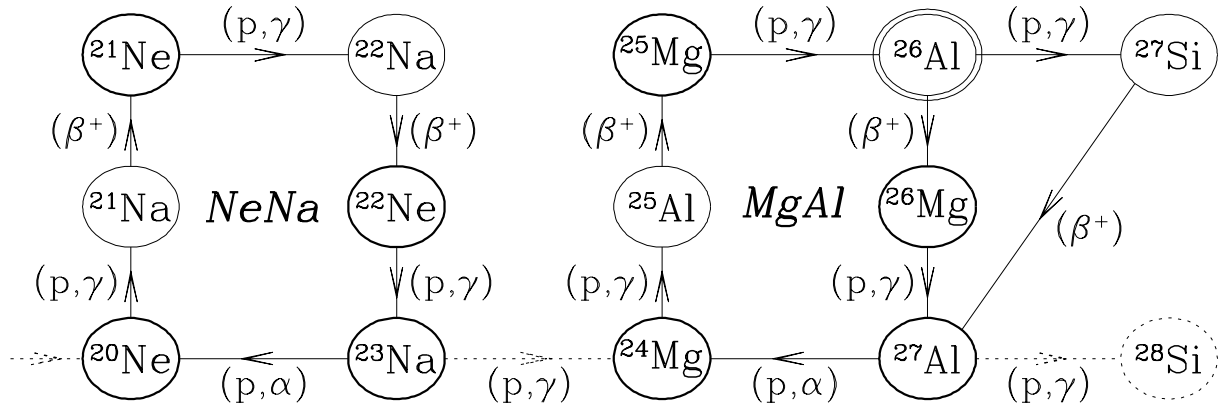 (p,γ) (p,γ) (p,γ)
²¹Ne ²²Na ²⁵Mg ²⁶Al ²⁷Si
(β⁺) (β⁺) (β⁺) (β⁺)
²¹Na NeNa ²²Ne ²⁵Al MgAl ²⁶Mg
(β⁺)
(p,γ) (p,γ) (p,γ) (p,γ)
²⁰Ne ²³Na ²⁴Mg ²⁷Al ²⁸Si
(p,α) (p,γ) (p,α) (p,γ)